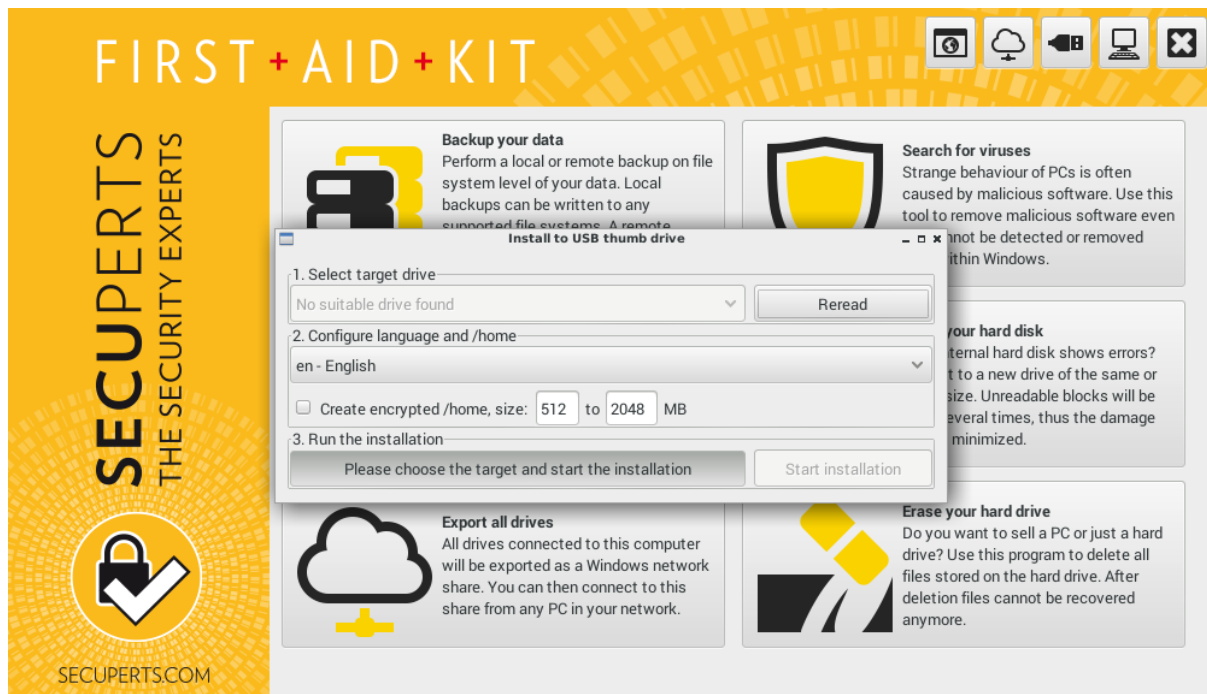 FIRST+AID+KIT
SECUPERTS
THE SECURITY EXPERTS
SECUPERTS.COM
Backup your data
Perform a local or remote backup on file
system level of your data. Local
backups can be written to any
supported file systems. A remote
Search for viruses
Strange behaviour of PCs is often
caused by malicious software. Use this
tool to remove malicious software even
not be detected or removed
ithin Windows.
Install to USB thumb drive
1. Select target drive
No suitable drive found
Reread
2. Configure language and /home
en - English
Create encrypted /home, size: 512 to 2048 MB
3. Run the installation
Please choose the target and start the installation
Start installation
your hard disk
ternal hard disk shows errors?
t to a new drive of the same or
size. Unreadable blocks will be
everal times, thus the damage
minimized.
Export all drives
All drives connected to this computer
will be exported as a Windows network
share. You can then connect to this
share from any PC in your network.
Erase your hard drive
Do you want to sell a PC or just a hard
drive? Use this program to delete all
files stored on the hard drive. After
deletion files cannot be recovered
anymore.